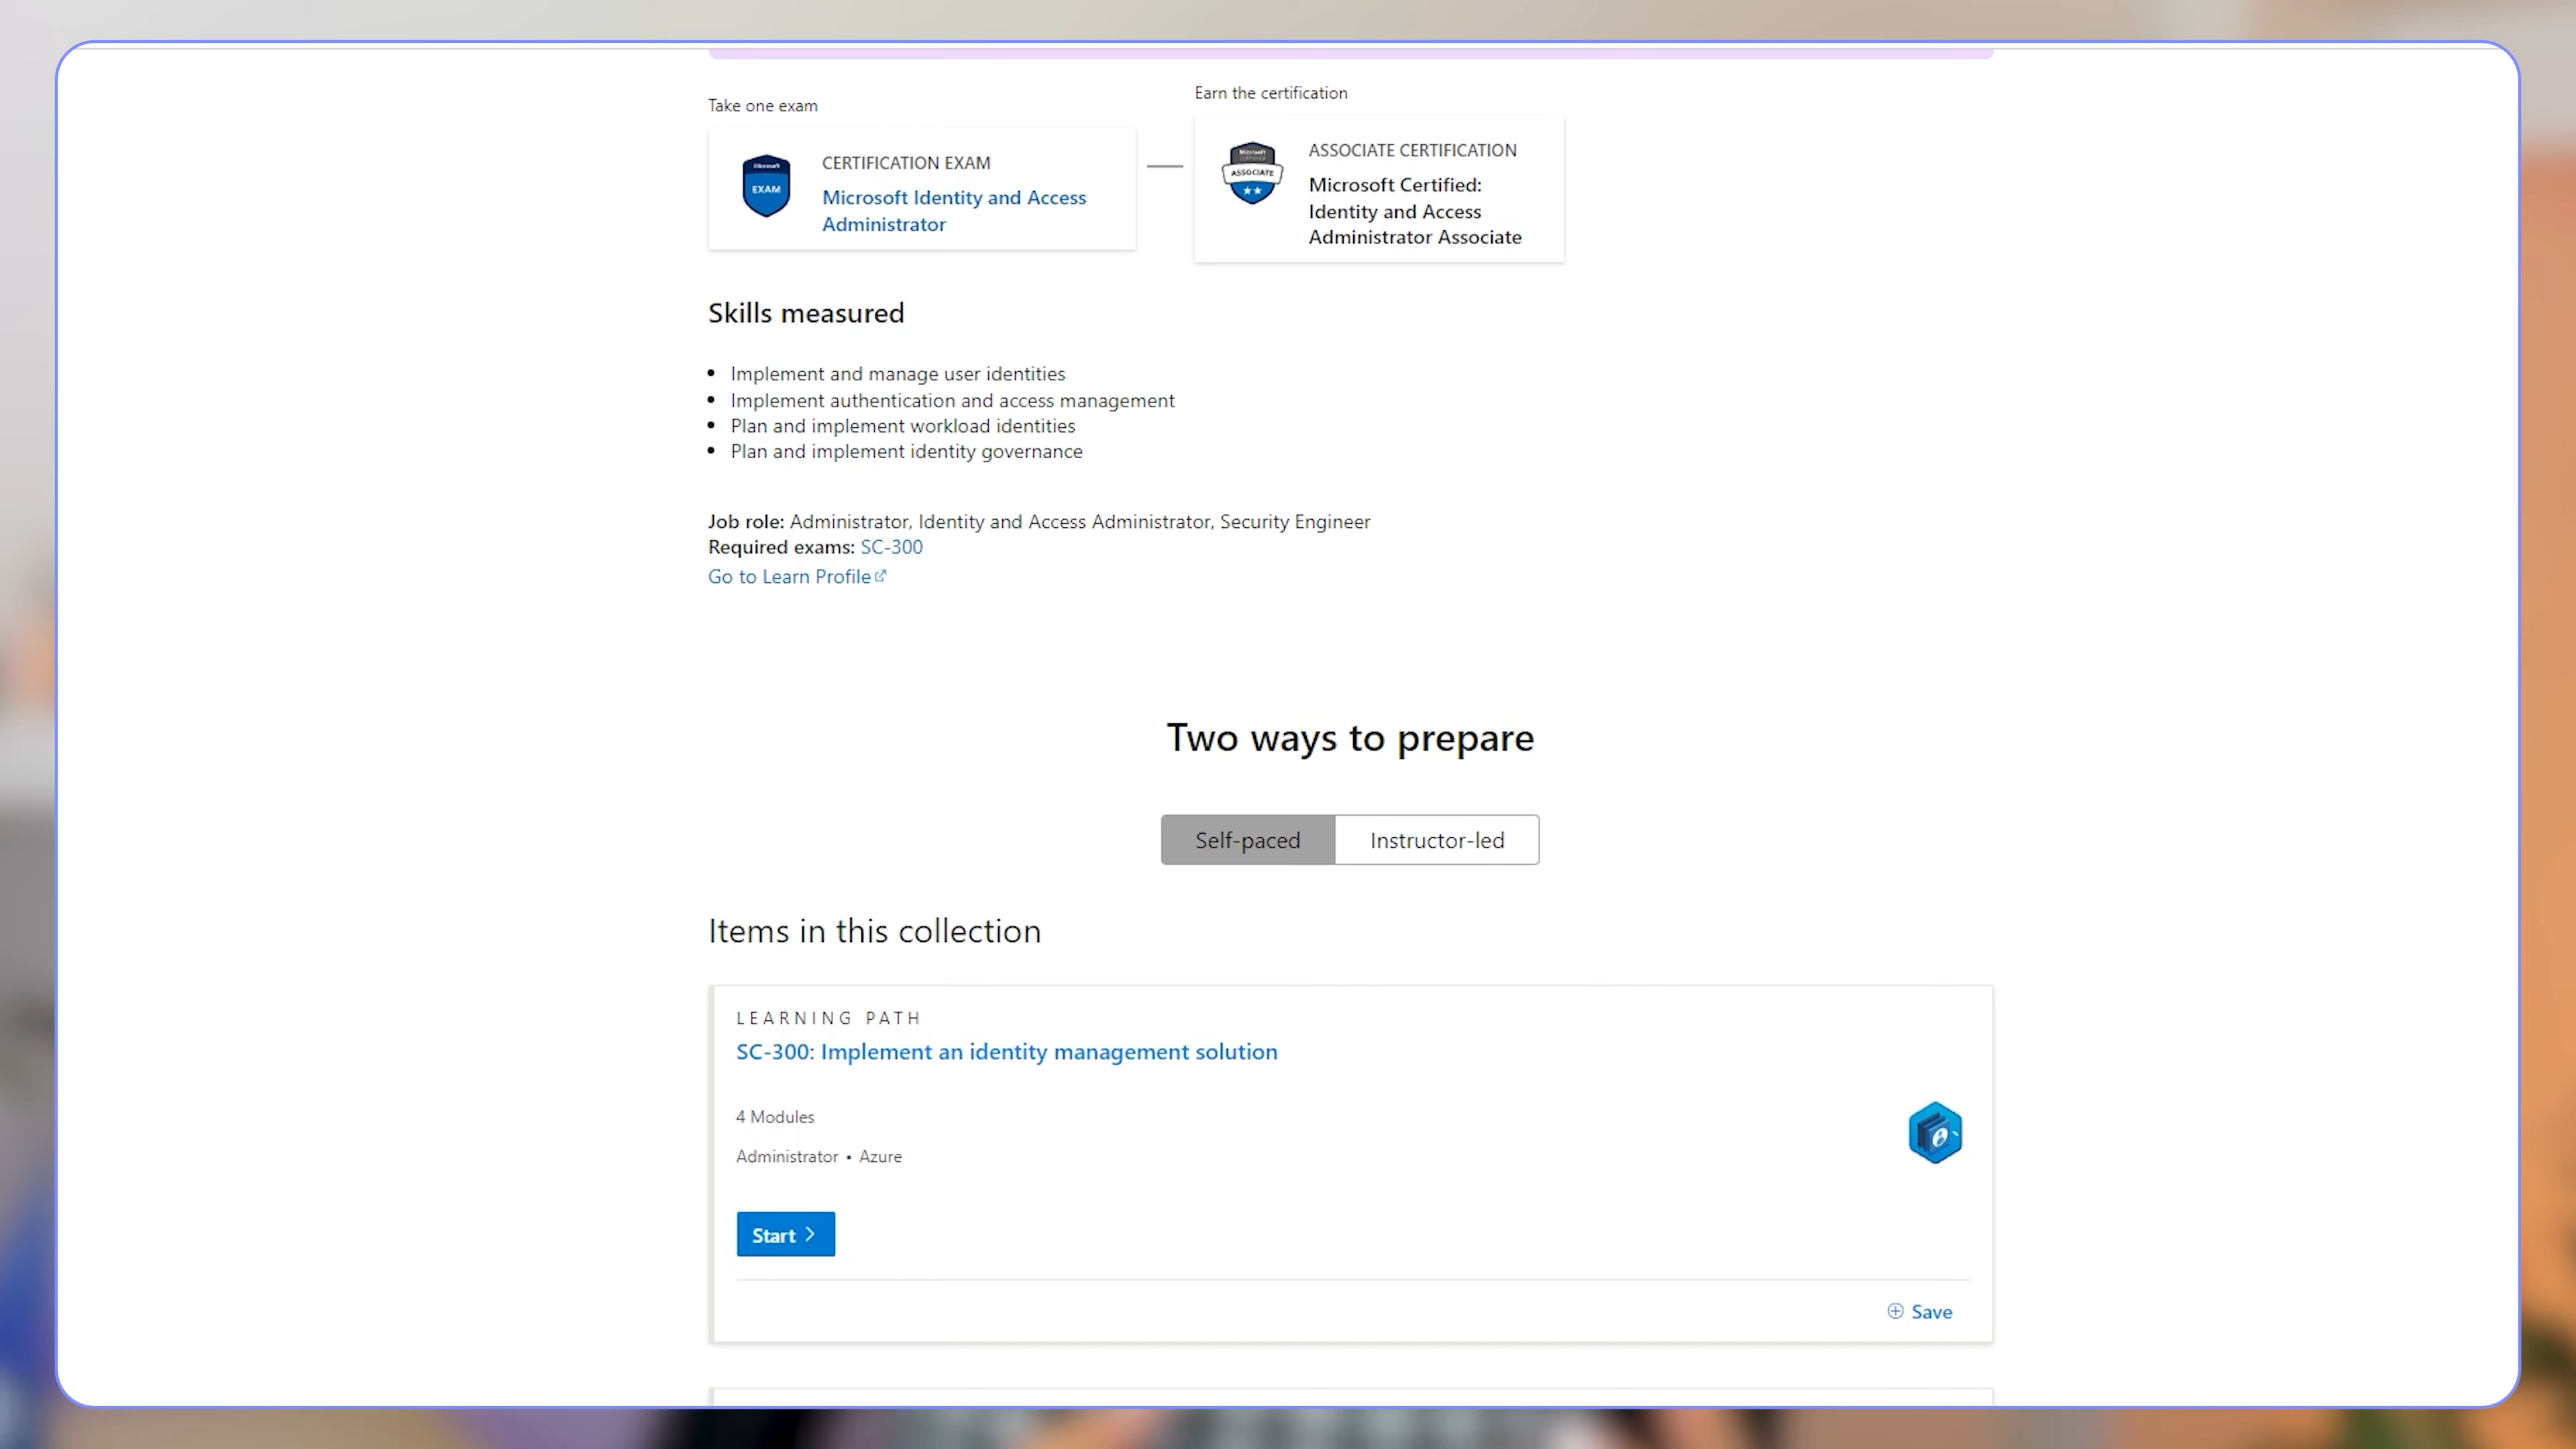 Take one exam
Microsoft
EXAM
CERTIFICATION EXAM
Microsoft Identity and Access
Administrator
Earn the certification
Microsoft
CERTIFIED
ASSOCIATE
ASSOCIATE CERTIFICATION
Microsoft Certified:
Identity and Access
Administrator Associate
Skills measured
• Implement and manage user identities
• Implement authentication and access management
• Plan and implement workload identities
• Plan and implement identity governance
Job role: Administrator, Identity and Access Administrator, Security Engineer
Required exams: SC-300
Go to Learn Profile
Two ways to prepare
Self-paced
Instructor-led
Items in this collection
LEARNING PATH
SC-300: Implement an identity management solution
4 Modules
Administrator • Azure
Start
Save